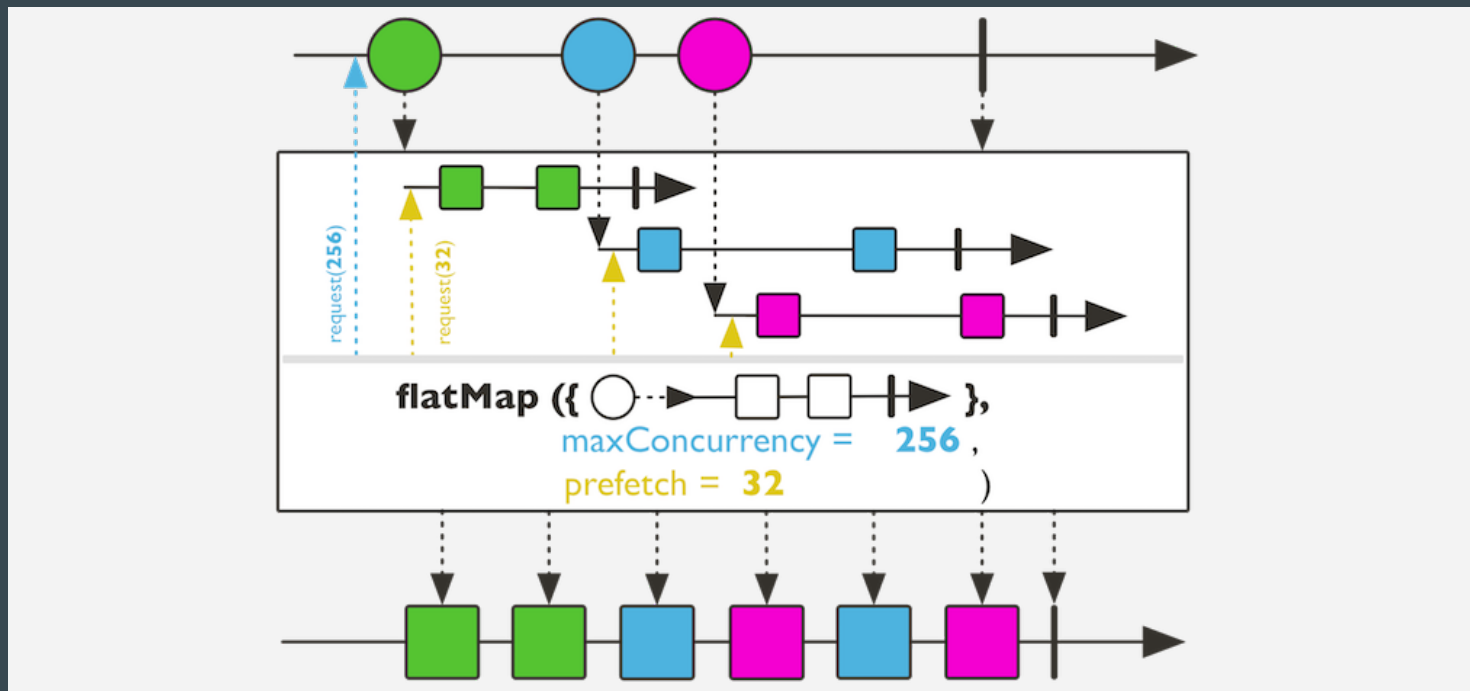 request(256)
request(32)
flatMap ({ },
maxConcurrency = 256 ,
prefetch = 32 )